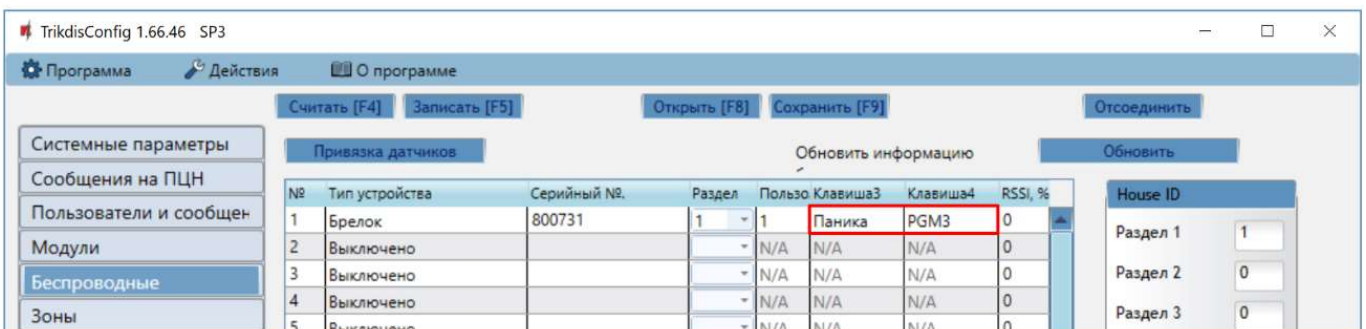 TrikdisConfig 1.66.46 SP3
Программа Действия О программе
Считать [F4] Записать [F5] Открыть [F8] Сохранить [F9] Отсоединить
Системные параметры
Привязка датчиков Обновить информацию Обновить
Сообщения на ПЦН
№ Тип устройства Серийный №. Раздел Пользо Клавиша3 Клавиша4 RSSI, % House ID
Пользователи и сообщен
1 Брелок 800731 1 1 Паника PGM3 0
Раздел 1 1
Модули
2 Выключено N/A N/A N/A 0
Беспроводные
3 Выключено N/A N/A N/A 0
Раздел 2 0
4 Выключено N/A N/A N/A 0
Зоны
Раздел 3 0
5 Выключено N/A N/A N/A 0